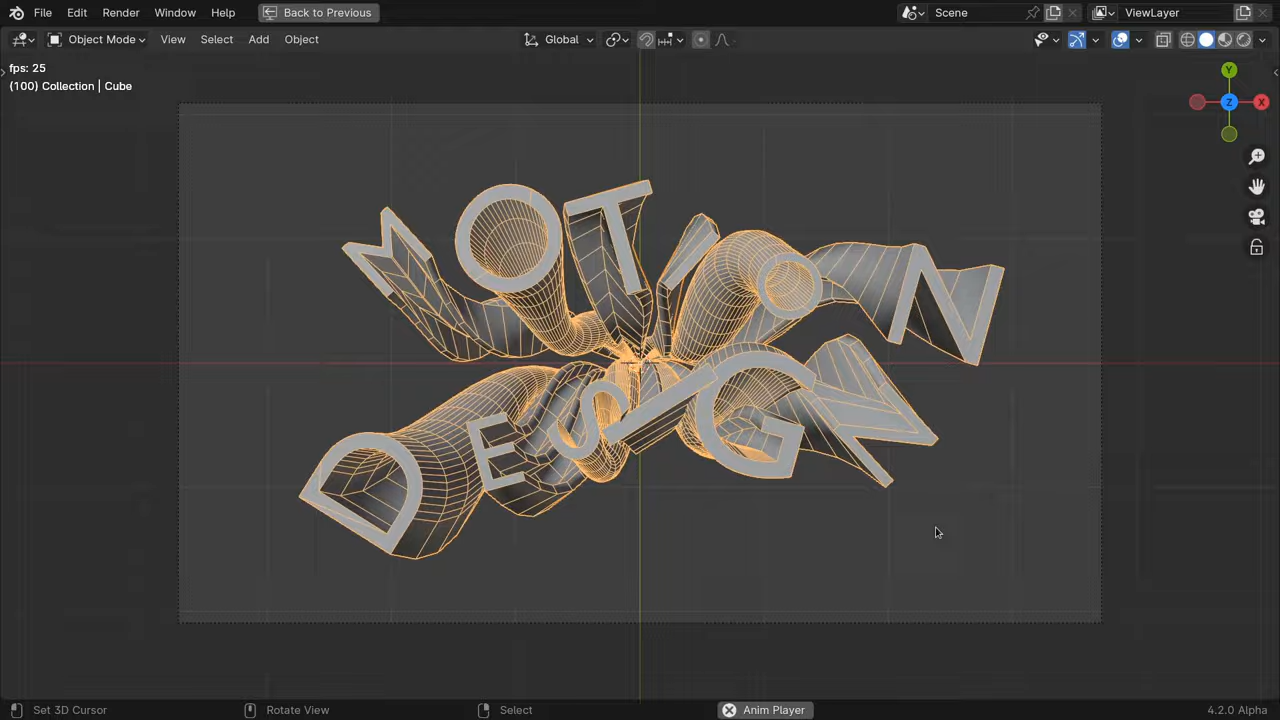 File Edit Render Window Help Back to Previous Scene ViewLayer
Object Mode View Select Add Object Global
fps: 25
(100) Collection | Cube
Y
Z X
MOTION
DESIGN
Set 3D Cursor Rotate View Select Anim Player 4.2.0 Alpha